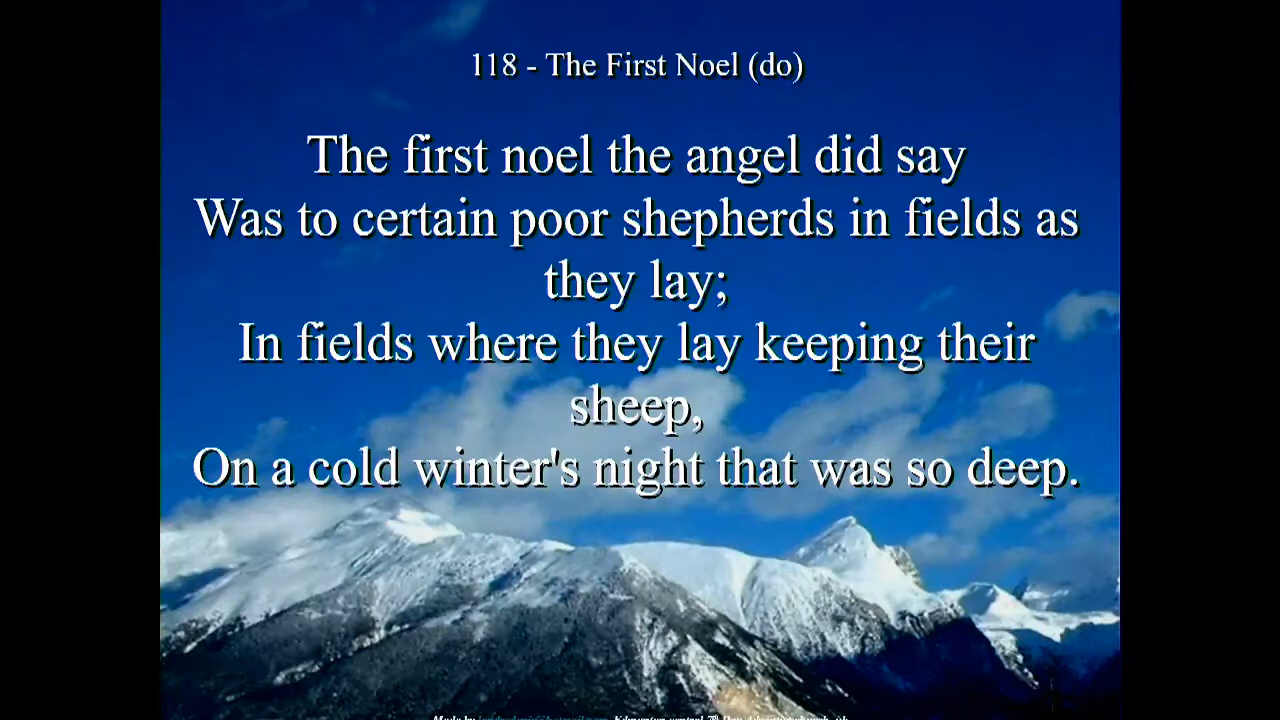 118 - The First Noel (do)
The first noel the angel did say
Was to certain poor shepherds in fields as
they lay;
In fields where they lay keeping their
sheep,
On a cold winter's night that was so deep.
Made by